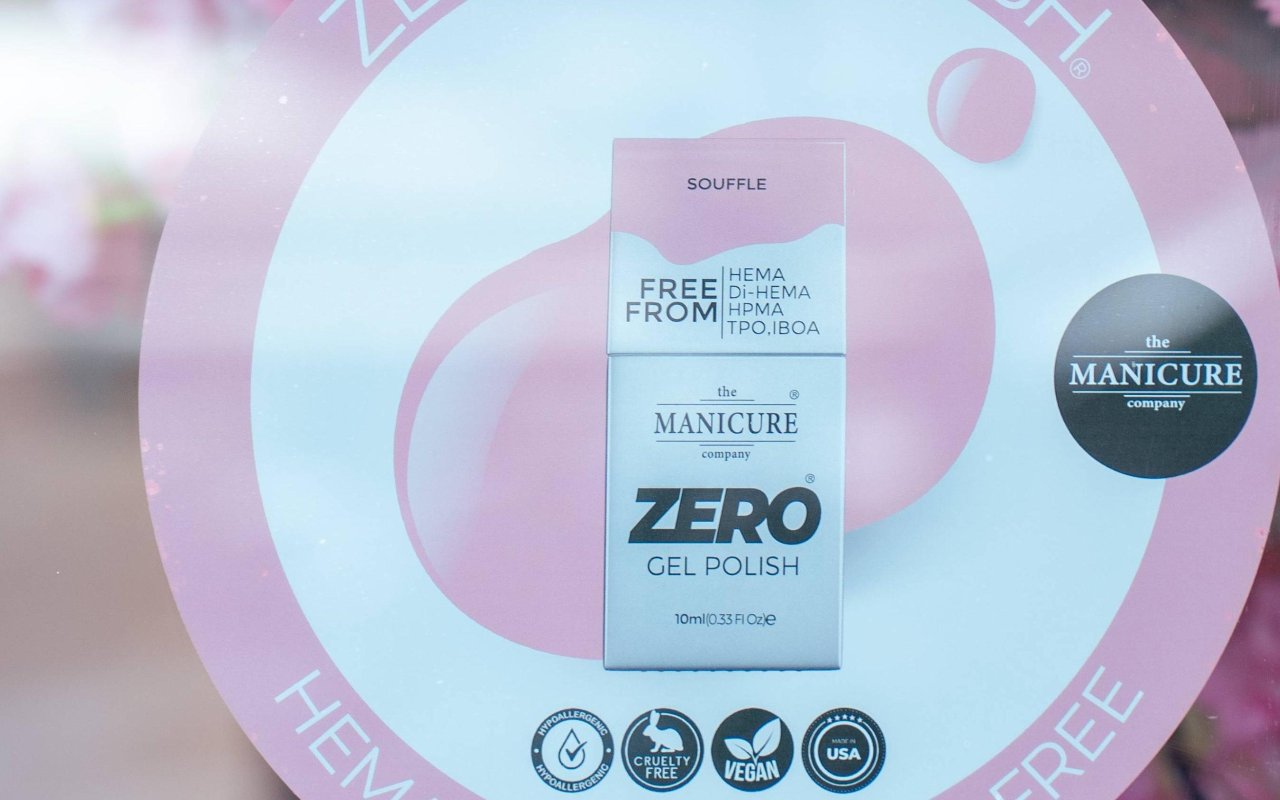 SOUFFLE
FREE FROM
HEMA
Di-HEMA
HPMA
TPO,IBOA
the
MANICURE®
company
ZERO®
GEL POLISH
10ml(0.33 Fl Oz)e
the
MANICURE
company
HYPOALLERGENIC
HYPOALLERGENIC
CRUELTY
FREE
VEGAN
MADE IN
USA
FREE